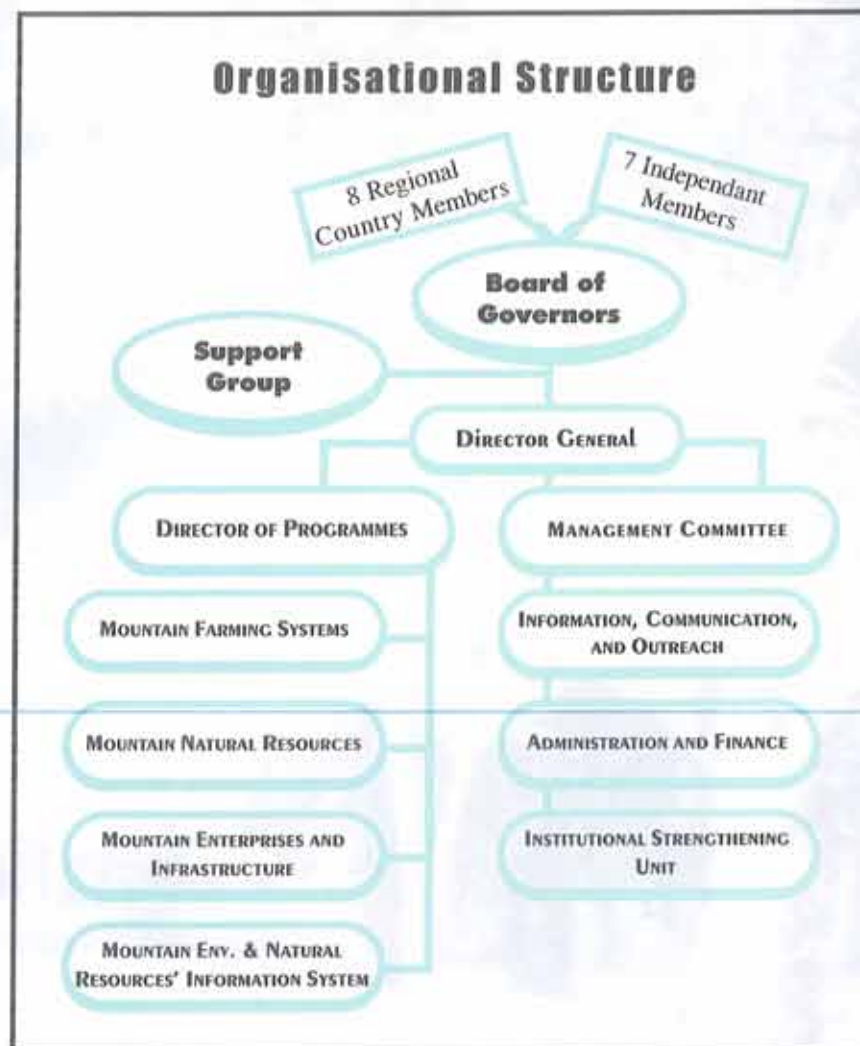 Organisational Structure
8 Regional
Country Members
7 Independant
Members
Board of
Governors
Support
Group
DIRECTOR GENERAL
DIRECTOR OF PROGRAMMES
MANAGEMENT COMMITTEE
MOUNTAIN FARMING SYSTEMS
INFORMATION, COMMUNICATION,
AND OUTREACH
MOUNTAIN NATURAL RESOURCES
ADMINISTRATION AND FINANCE
MOUNTAIN ENTERPRISES AND
INFRASTRUCTURE
INSTITUTIONAL STRENGTHENING
UNIT
MOUNTAIN ENV. & NATURAL
RESOURCES' INFORMATION SYSTEM